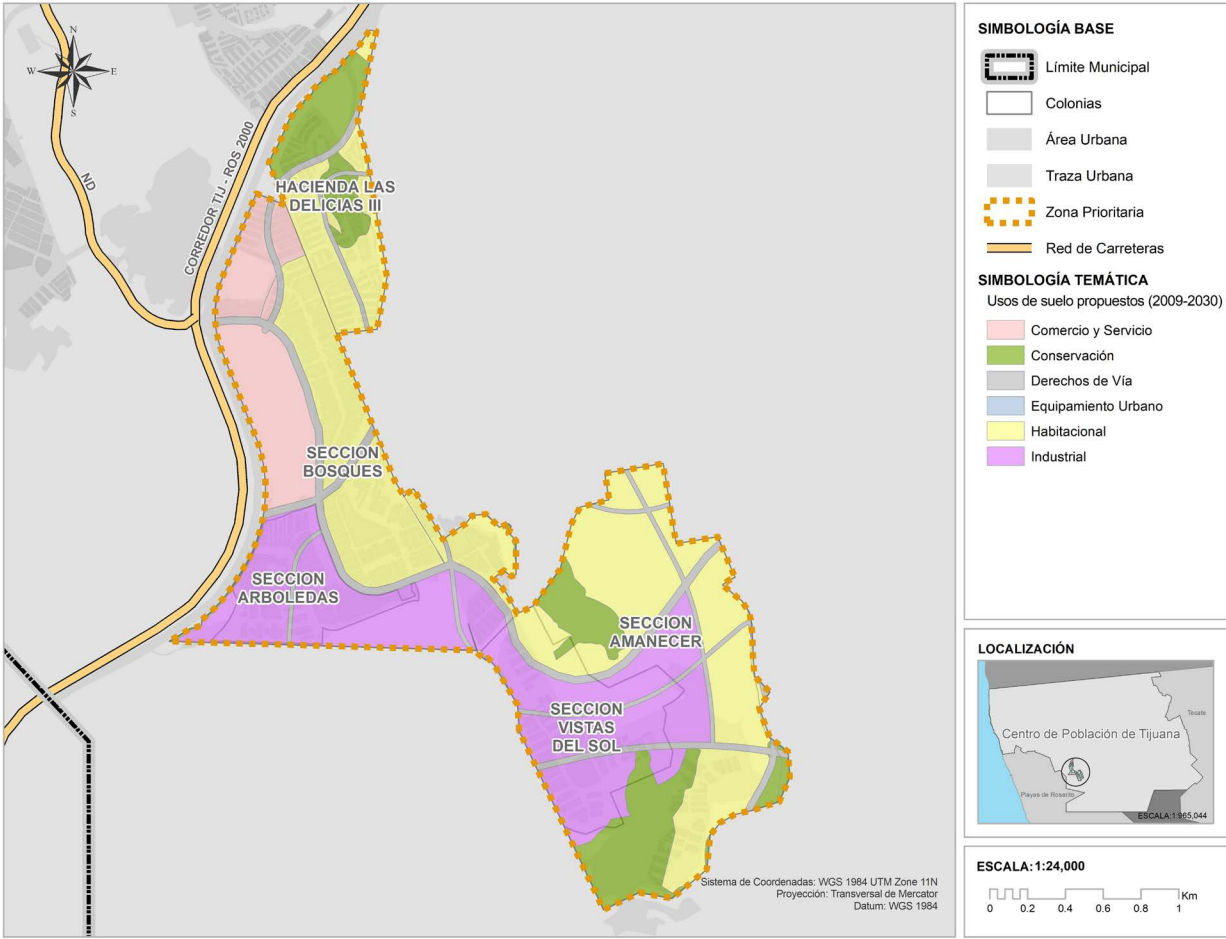 N
W
E
S
ND
CORREDOR TIJ - ROS 2000
HACIENDA LAS
DELICIAS III
SECCION
BOSQUES
SECCION
ARBOLEDAS
SECCION
AMANECER
SECCION
VISTAS
DEL SOL
Sistema de Coordenadas: WGS 1984 UTM Zone 11N
Proyección: Transversal de Mercator
Datum: WGS 1984
SIMBOLOGÍA BASE
Límite Municipal
Colonias
Área Urbana
Traza Urbana
Zona Prioritaria
Red de Carreteras
SIMBOLOGÍA TEMÁTICA
Usos de suelo propuestos (2009-2030)
Comercio y Servicio
Conservación
Derechos de Vía
Equipamiento Urbano
Habitacional
Industrial
LOCALIZACIÓN
Tecate
Centro de Población de Tijuana
Playas de Rosarito
ESCALA:1:965,044
ESCALA: 1:24,000
Km
0 0.2 0.4 0.6 0.8 1